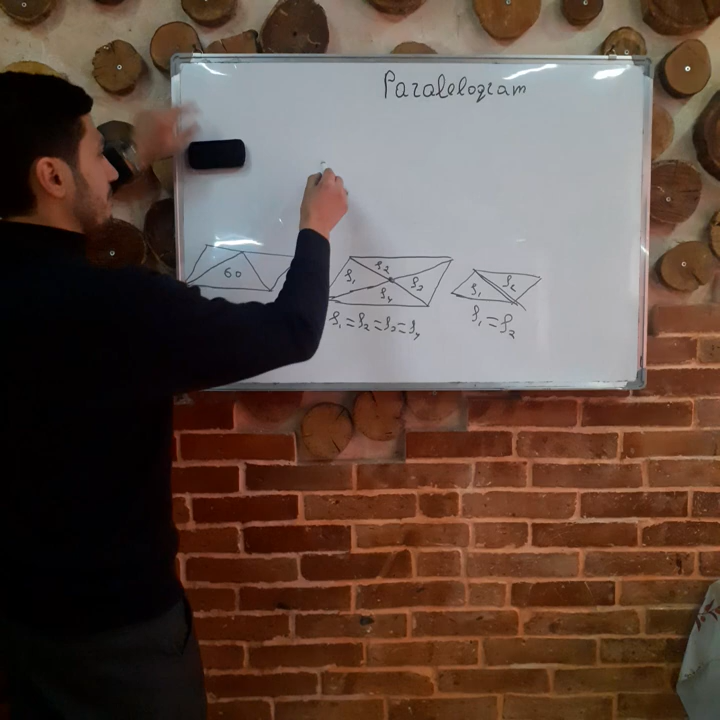 Paralelogram
60
S₁ S₂ S₃ S₄
S₁ S₂
S₁=S₂=S₃=S₄
S₁=S₂